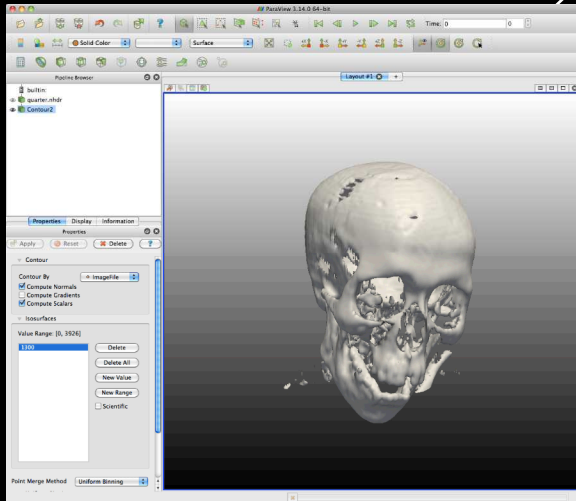 ParaView 3.14.0 64-bit
Time: 0
0
Solid Color
Surface
Pipeline Browser
Layout #1
+
builtin:
quarter.nhdr
Contour2
Properties
Display
Information
Properties
Apply
Reset
Delete
?
Contour
Contour By
ImageFile
Compute Normals
Compute Gradients
Compute Scalars
Isosurfaces
Value Range: [0, 3926]
1300
Delete
Delete All
New Value
New Range
Scientific
Point Merge Method
Uniform Binning